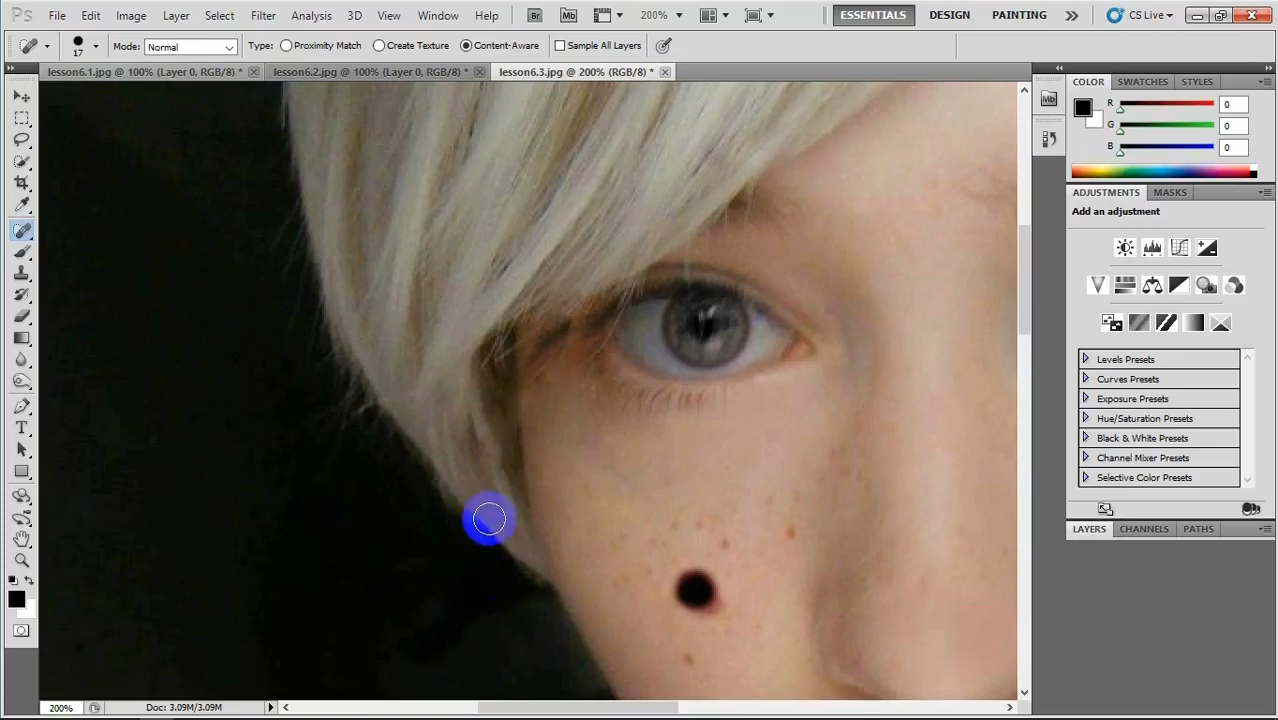 Ps File Edit Image Layer Select Filter Analysis 3D View Window Help Br Mb 200% ESSENTIALS DESIGN PAINTING CS Live
17 Mode: Normal Type: Proximity Match Create Texture Content-Aware Sample All Layers
lesson6.1.jpg @ 100% (Layer 0, RGB/8) * lesson6.2.jpg @ 100% (Layer 0, RGB/8) * lesson6.3.jpg @ 200% (RGB/8) *
COLOR SWATCHES STYLES
Mb
R 0
G 0
B 0
ADJUSTMENTS MASKS
Add an adjustment
Levels Presets
Curves Presets
Exposure Presets
Hue/Saturation Presets
Black & White Presets
Channel Mixer Presets
Selective Color Presets
LAYERS CHANNELS PATHS
T
200% Doc: 3.09M/3.09M